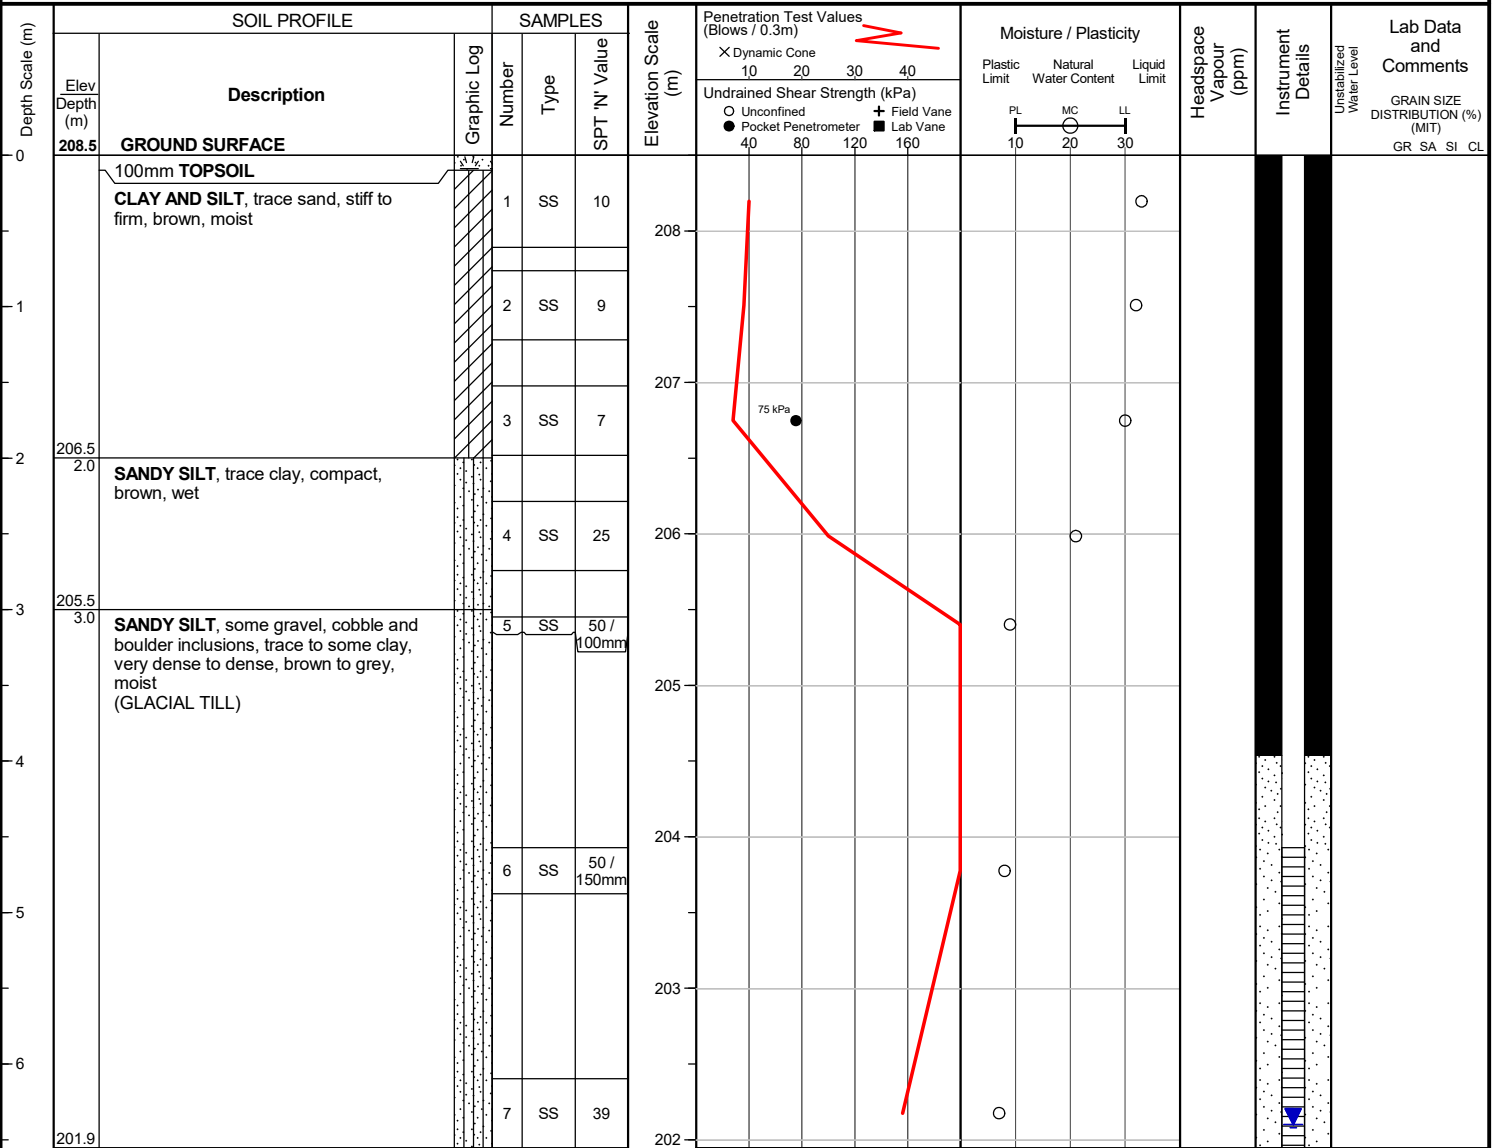 SOIL PROFILE
SAMPLES
Depth Scale (m)
Elev
Depth
(m)
208.5
Description
GROUND SURFACE
Graphic Log
Number
Type
SPT 'N' Value
Elevation Scale
(m)
Penetration Test Values
(Blows / 0.3m)
× Dynamic Cone
10 20 30 40
Undrained Shear Strength (kPa)
Unconfined
Field Vane
Pocket Penetrometer
Lab Vane
40 80 120 160
Moisture / Plasticity
Plastic
Limit
Natural
Water Content
Liquid
Limit
PL MC LL
10 20 30
Headspace
Vapour
(ppm)
Instrument
Details
Unstabilized
Water Level
Lab Data
and
Comments
GRAIN SIZE
DISTRIBUTION (%)
(MIT)
GR SA SI CL
0
100mm TOPSOIL
CLAY AND SILT, trace sand, stiff to
firm, brown, moist
1 SS 10
208
1
2 SS 9
207
75 kPa
3 SS 7
206.5
2
2.0
SANDY SILT, trace clay, compact,
brown, wet
4 SS 25
206
205.5
3
3.0
SANDY SILT, some gravel, cobble and
boulder inclusions, trace to some clay,
very dense to dense, brown to grey,
moist
(GLACIAL TILL)
5 SS 50 /
100mm
205
4
204
6 SS 50 /
150mm
5
203
6
7 SS 39
201.9
202